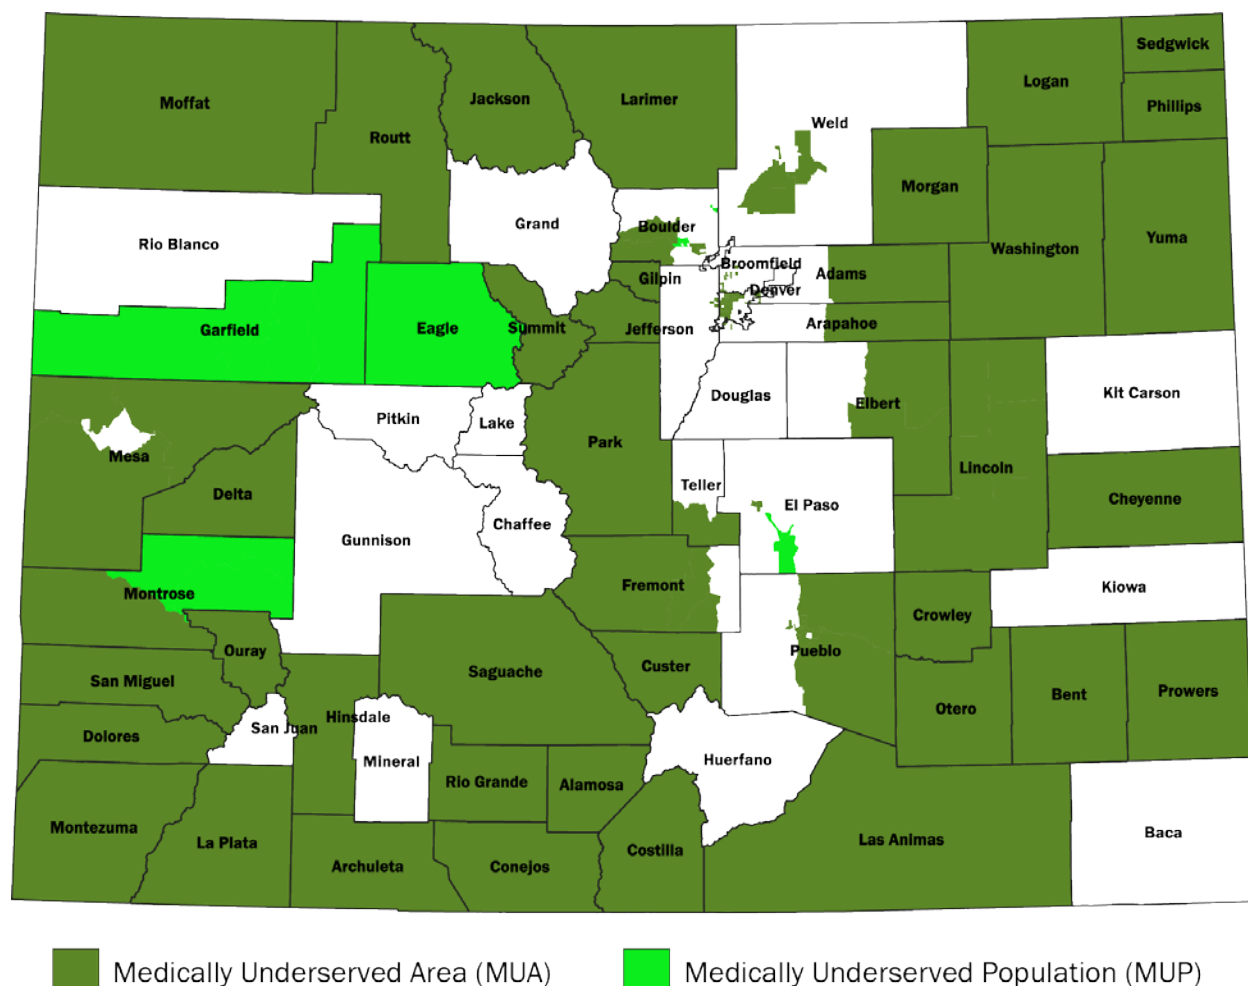 Sedgwick
Logan
Moffat
Jackson
Larimer
Phillips
Weld
Routt
Morgan
Grand
Boulder
Yuma
Rio Blanco
Washington
Broomfield
Adams
Gilpin
Denver
Garfield
Eagle
Summit
Jefferson
Arapahoe
Kit Carson
Douglas
Elbert
Pitkin
Lake
Park
Mesa
Lincoln
Teller
Delta
Cheyenne
El Paso
Chaffee
Gunnison
Fremont
Kiowa
Montrose
Crowley
Ouray
Pueblo
Custer
Saguache
San Miguel
Bent
Prowers
Otero
Hinsdale
San Juan
Dolores
Huerfano
Mineral
Rio Grande
Alamosa
Montezuma
Baca
La Plata
Las Animas
Costilla
Archuleta
Conejos
Medically Underserved Area (MUA)
Medically Underserved Population (MUP)